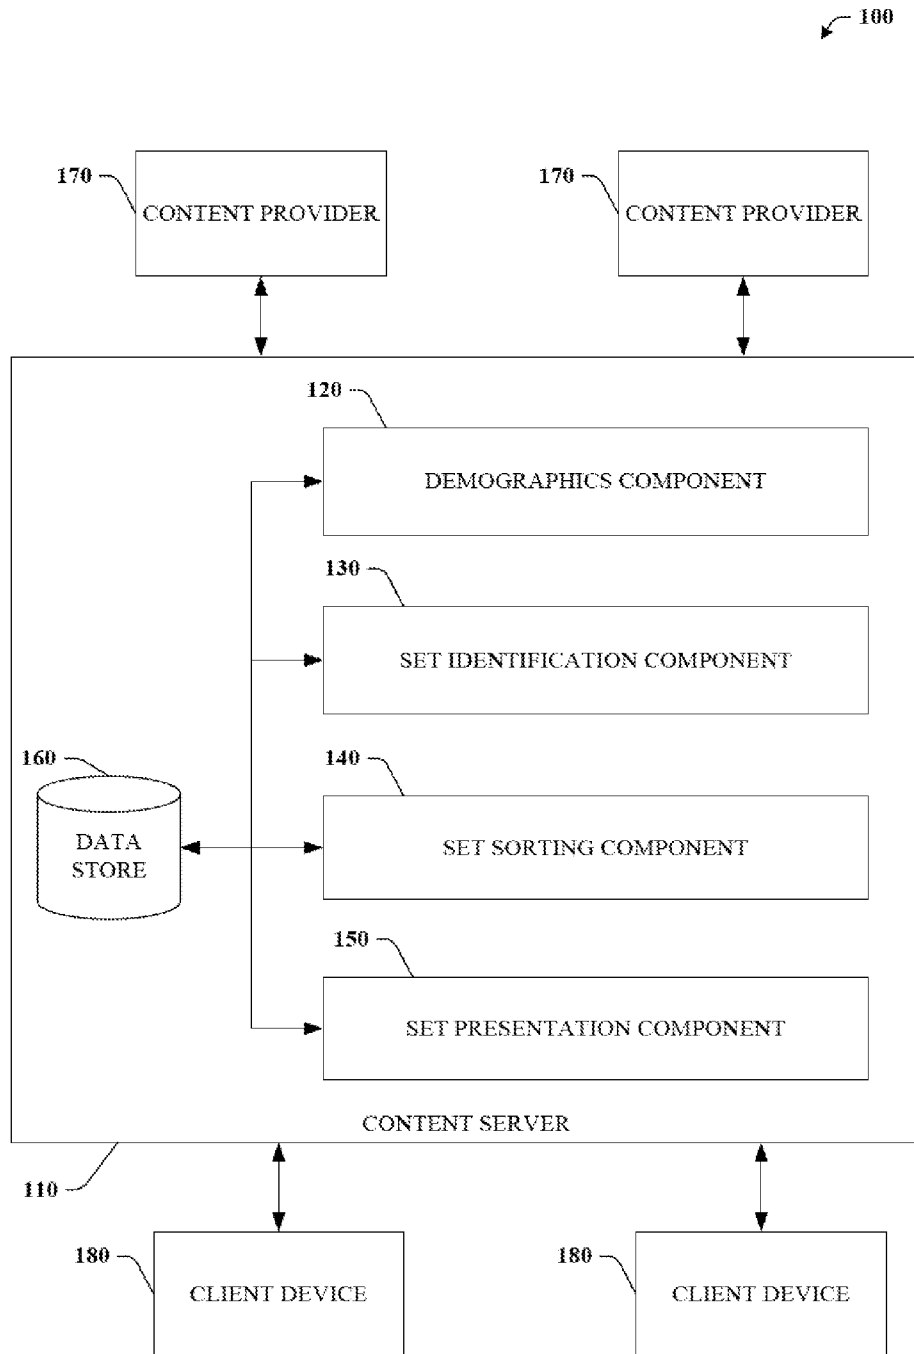 100
170
CONTENT PROVIDER
170
CONTENT PROVIDER
120
DEMOGRAPHICS COMPONENT
130
SET IDENTIFICATION COMPONENT
160
DATA
STORE
140
SET SORTING COMPONENT
150
SET PRESENTATION COMPONENT
CONTENT SERVER
110
180
CLIENT DEVICE
180
CLIENT DEVICE